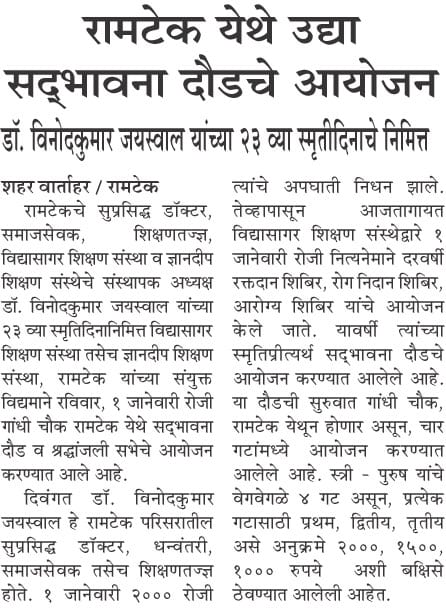 रामटेक येथे उद्या
सद्‌भावना दौडचे आयोजन
डॉ. विनोदकुमार जयस्वाल यांच्या २३ व्या स्मृतीदिनाचे निमित्त
शहर वार्ताहर / रामटेक
रामटेकचे सुप्रसिद्ध डॉक्टर,
समाजसेवक, शिक्षणतज्ज्ञ,
विद्यासागर शिक्षण संस्था व ज्ञानदीप
शिक्षण संस्थेचे संस्थापक अध्यक्ष
डॉ. विनोदकुमार जयस्वाल यांच्या
२३ व्या स्मृतिदिनानिमित्त विद्यासागर
शिक्षण संस्था तसेच ज्ञानदीप शिक्षण
संस्था, रामटेक यांच्या संयुक्त
विद्यमाने रविवार, १ जानेवारी रोजी
गांधी चौक रामटेक येथे सद्‌भावना
दौड व श्रद्धांजली सभेचे आयोजन
करण्यात आले आहे.
दिवंगत डॉ. विनोदकुमार
जयस्वाल हे रामटेक परिसरातील
सुप्रसिद्ध डॉक्टर, धन्वंतरी,
समाजसेवक तसेच शिक्षणतज्ज्ञ
होते. १ जानेवारी २००० रोजी
त्यांचे अपघाती निधन झाले.
तेव्हापासून आजतागायत
विद्यासागर शिक्षण संस्थेद्वारे १
जानेवारी रोजी नित्यनेमाने दरवर्षी
रक्तदान शिबिर, रोग निदान शिबिर,
आरोग्य शिबिर यांचे आयोजन
केले जाते. यावर्षी त्यांच्या
स्मृतिप्रीत्यर्थ सद्‌भावना दौडचे
आयोजन करण्यात आलेले आहे.
या दौडची सुरुवात गांधी चौक,
रामटेक येथून होणार असून, चार
गटांमध्ये आयोजन करण्यात
आलेले आहे. स्त्री - पुरुष यांचे
वेगवेगळे ४ गट असून, प्रत्येक
गटासाठी प्रथम, द्वितीय, तृतीय
असे अनुक्रमे २०००, १५००,
१००० रुपये अशी बक्षिसे
ठेवण्यात आलेली आहेत.